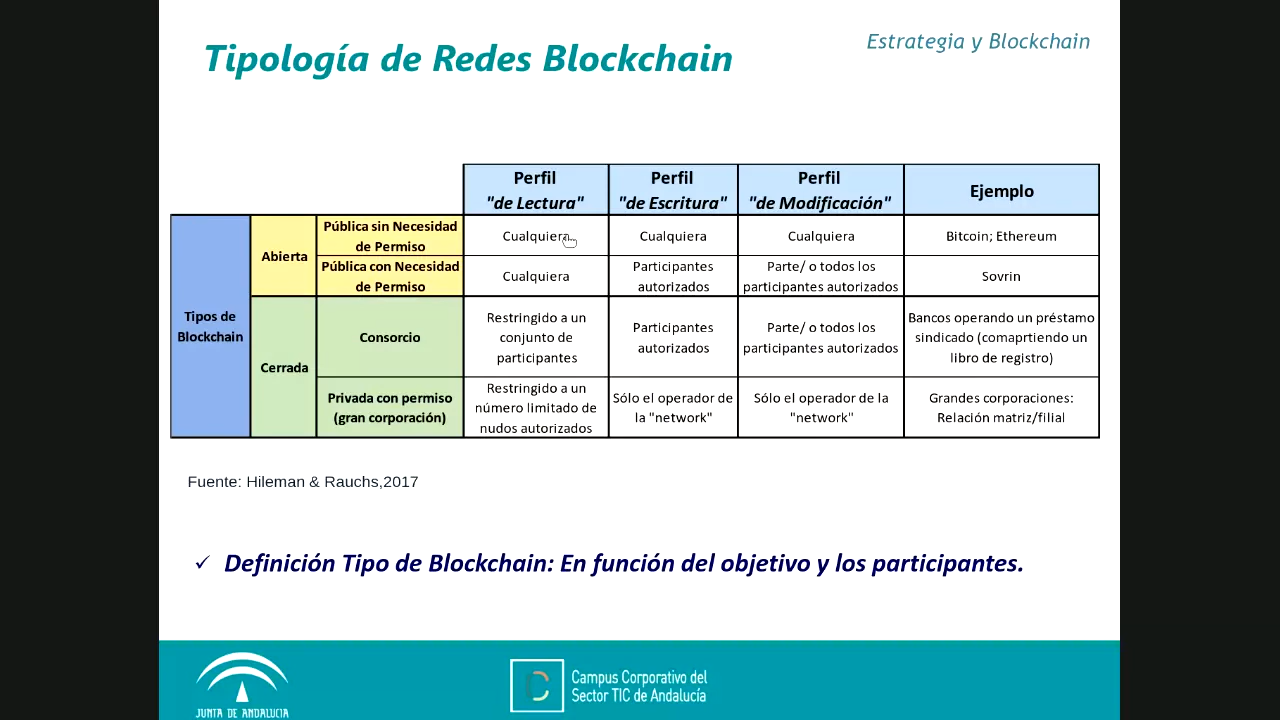 Tipología de Redes Blockchain
Estrategia y Blockchain
Perfil
"de Lectura"
Perfil
"de Escritura"
Perfil
"de Modificación"
Ejemplo
Tipos de
Blockchain
Abierta
Pública sin Necesidad
de Permiso
Cualquiera
Cualquiera
Cualquiera
Bitcoin; Ethereum
Pública con Necesidad
de Permiso
Cualquiera
Participantes
autorizados
Parte/ o todos los
participantes autorizados
Sovrin
Cerrada
Consorcio
Restringido a un
conjunto de
participantes
Participantes
autorizados
Parte/ o todos los
participantes autorizados
Bancos operando un préstamo
sindicado (comaprtiendo un
libro de registro)
Privada con permiso
(gran corporación)
Restringido a un
número limitado de
nudos autorizados
Sólo el operador de
la "network"
Sólo el operador de la
"network"
Grandes corporaciones:
Relación matriz/filial
Fuente: Hileman & Rauchs,2017
✓ Definición Tipo de Blockchain: En función del objetivo y los participantes.
JUNTA DE ANDALUCIA
Campus Corporativo del
Sector TIC de Andalucía